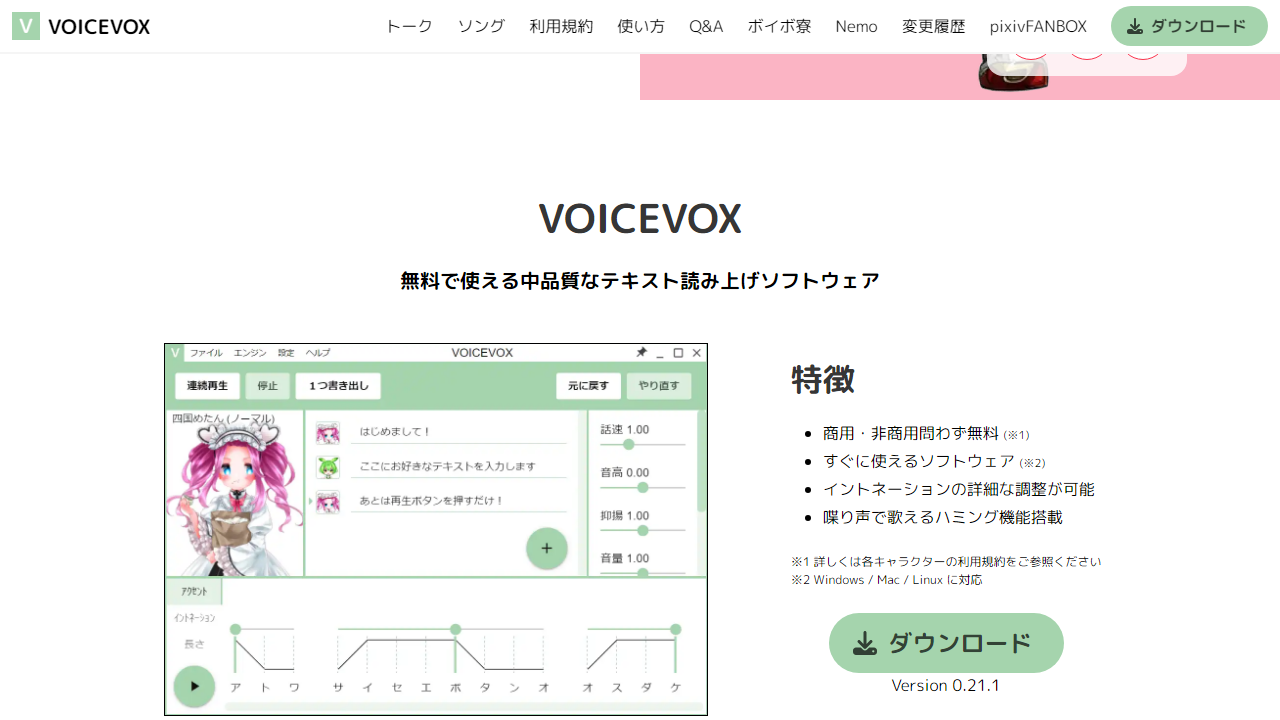 V VOICEVOX トーク ソング 利用規約 使い方 Q&A ボイボ寮 Nemo 変更履歴 pixivFANBOX ダウンロード
VOICEVOX
無料で使える中品質なテキスト読み上げソフトウェア
V ファイル エンジン 設定 ヘルプ VOICEVOX
連続再生 停止 1つ書き出し 元に戻す やり直す
四国めたん (ノーマル)
はじめまして！
ここにお好きなテキストを入力します
あとは再生ボタンを押すだけ！
話速 1.00
音高 0.00
抑揚 1.00
音量 1.00
アクセント
イントネーション
長さ
ア ト ワ サ イ セ エ ボ タ ン オ オ ス ダ ケ
特徴
商用・非商用問わず無料 (※1)
すぐに使えるソフトウェア (※2)
イントネーションの詳細な調整が可能
喋り声で歌えるハミング機能搭載
※1 詳しくは各キャラクターの利用規約をご参照ください
※2 Windows / Mac / Linux に対応
ダウンロード
Version 0.21.1